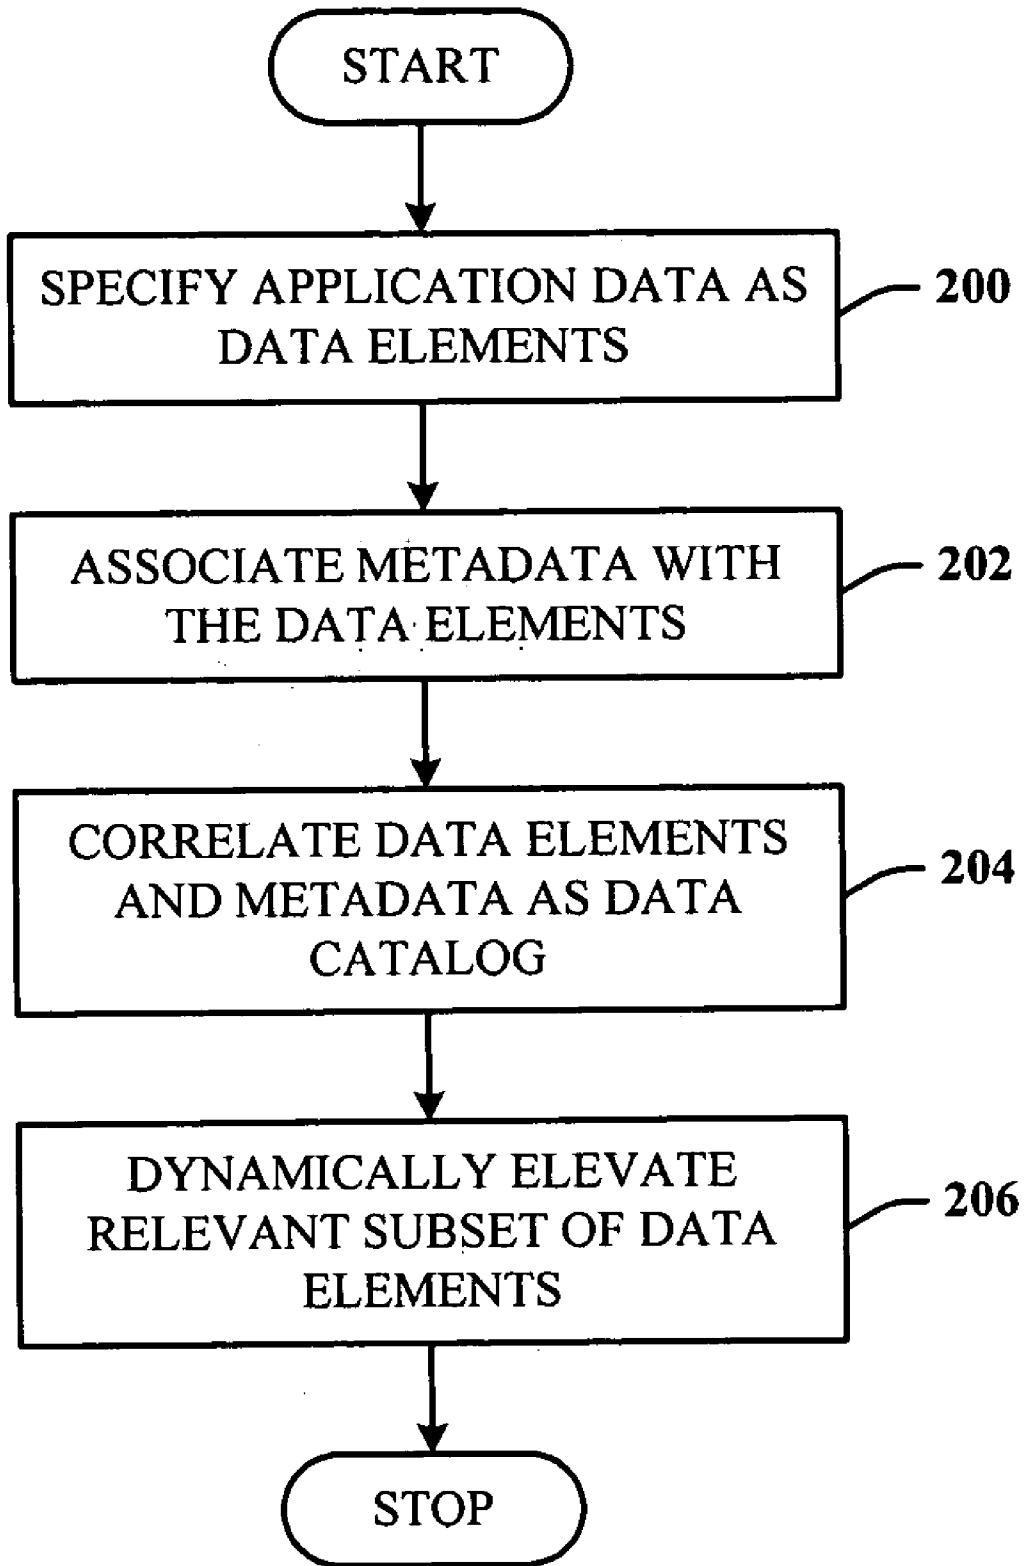 START
SPECIFY APPLICATION DATA AS
DATA ELEMENTS
200
ASSOCIATE METADATA WITH
THE DATA ELEMENTS
202
CORRELATE DATA ELEMENTS
AND METADATA AS DATA
CATALOG
204
DYNAMICALLY ELEVATE
RELEVANT SUBSET OF DATA
ELEMENTS
206
STOP